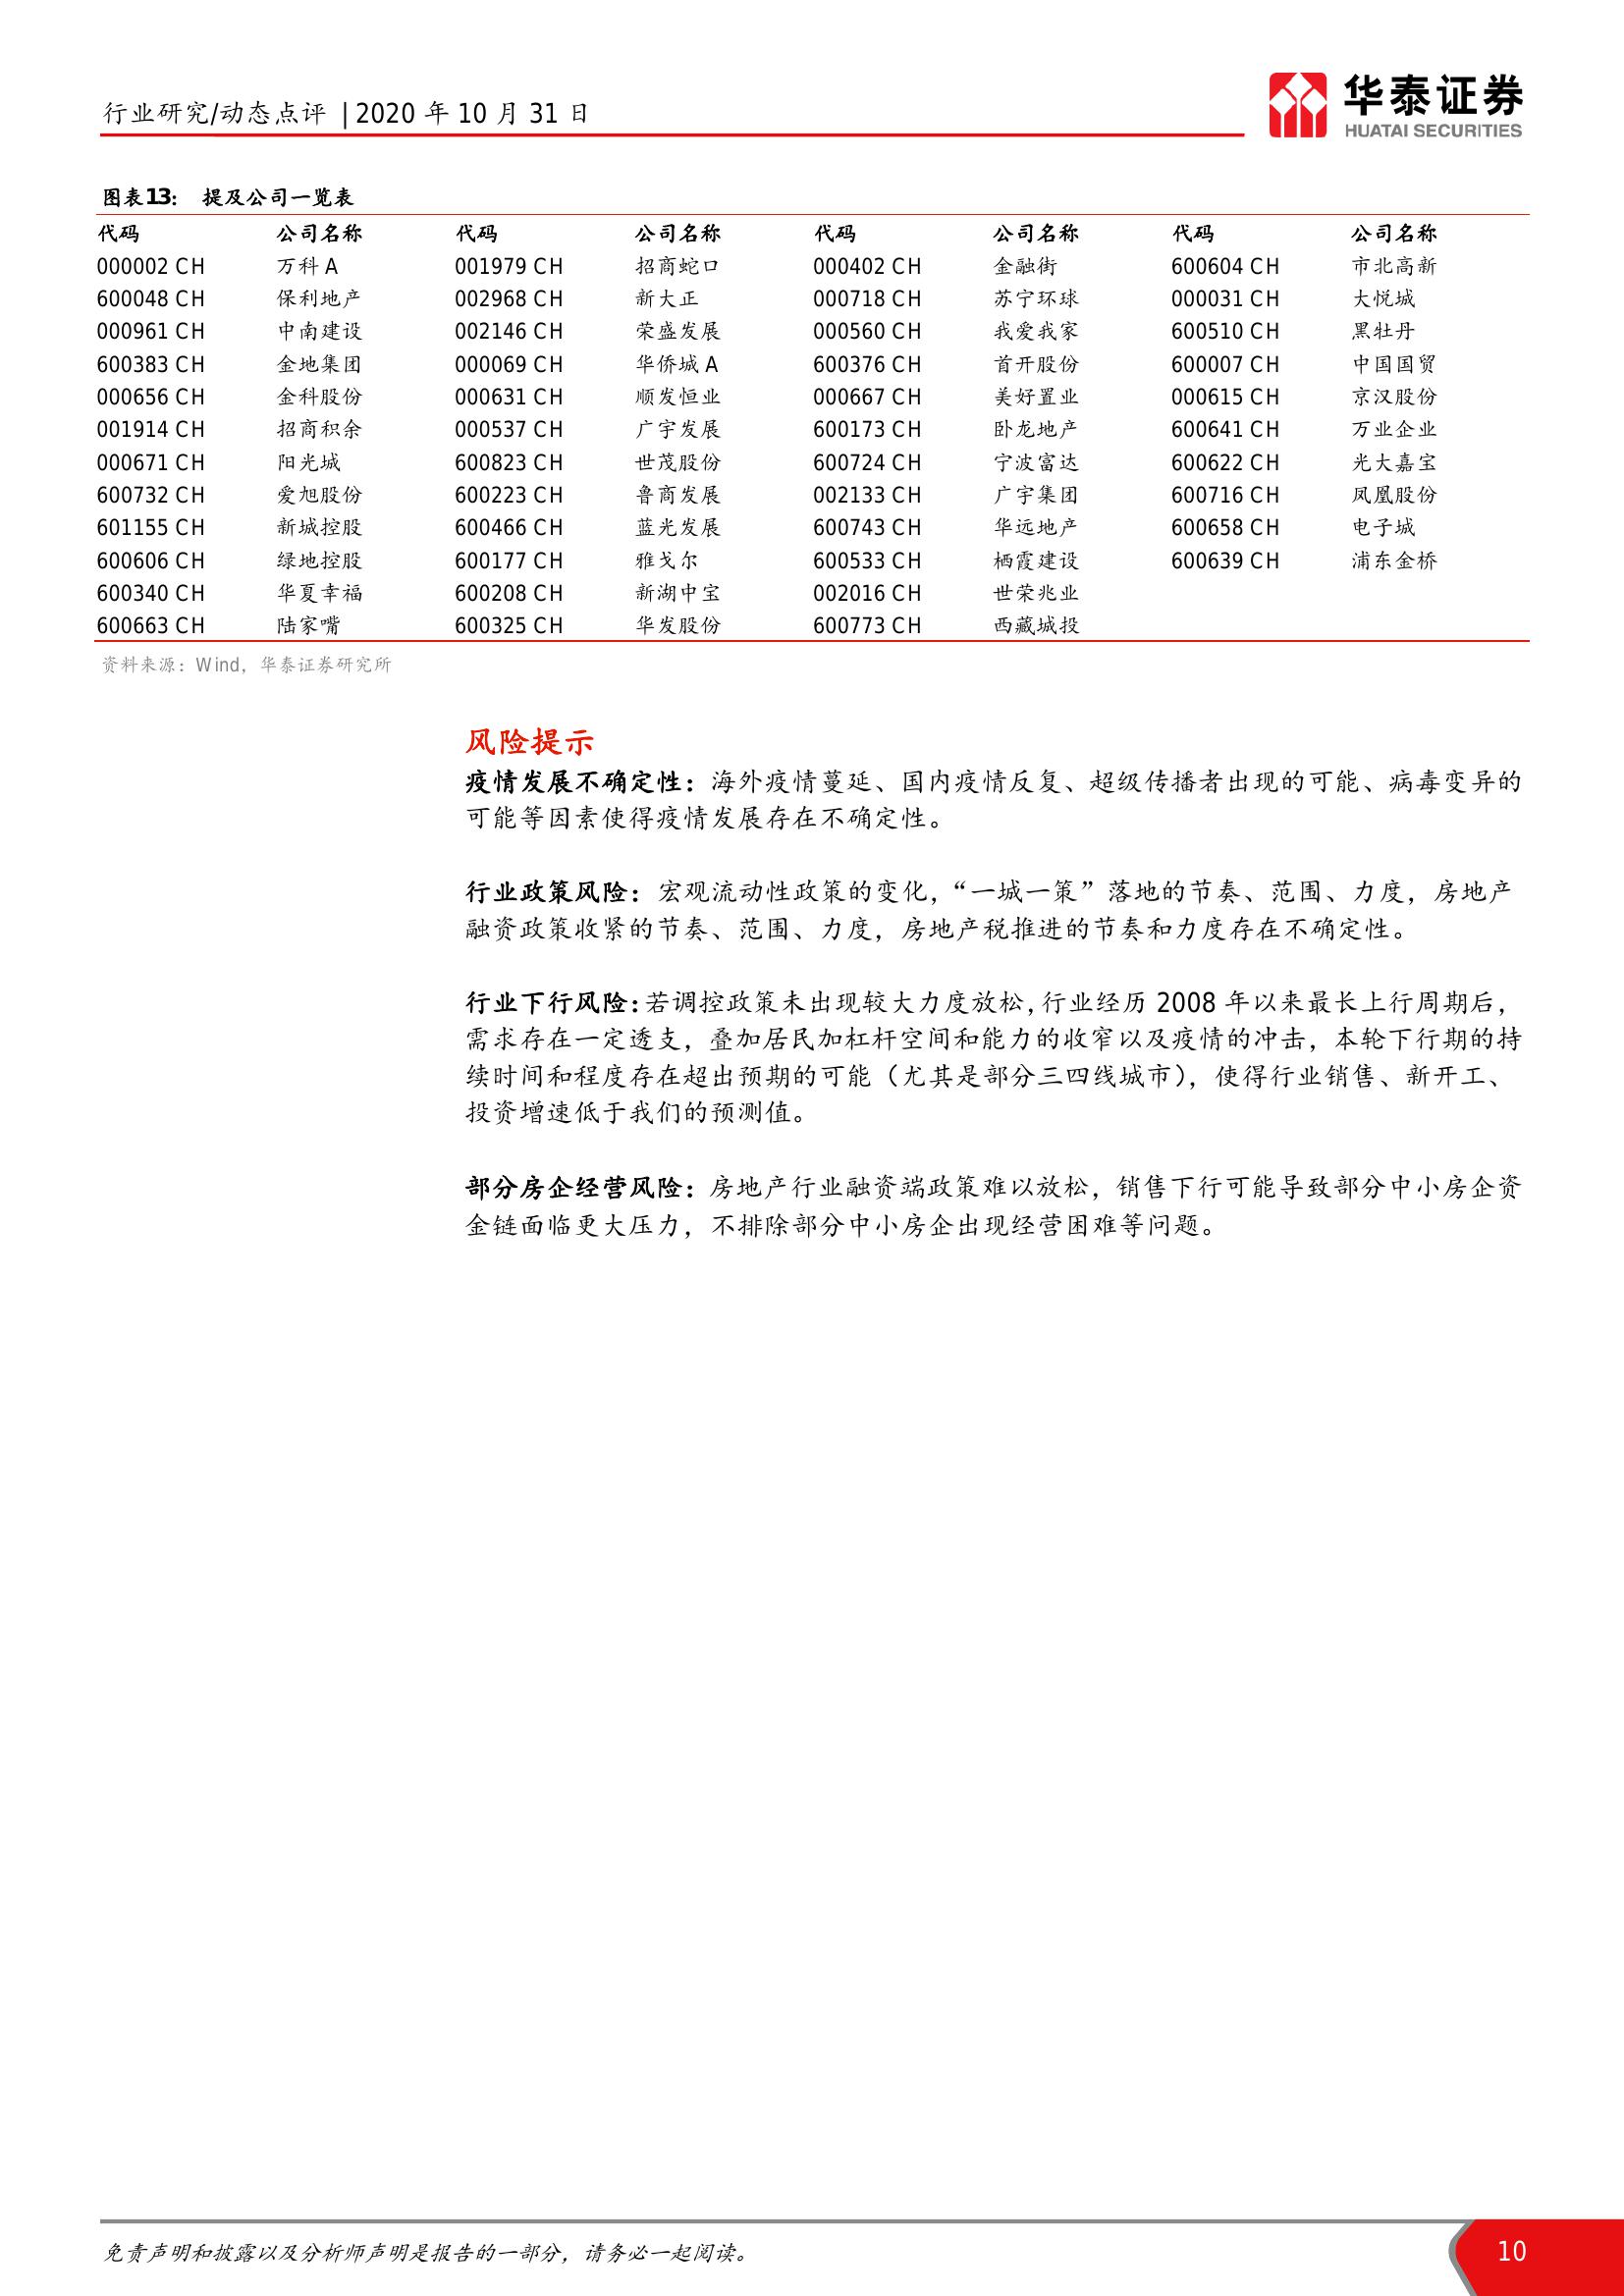 行业研究/动态点评 | 2020 年 10 月 31 日
华泰证券
HUATAI SECURITIES
图表13： 提及公司一览表
代码 公司名称 代码 公司名称 代码 公司名称 代码 公司名称
000002 CH 万科 A 001979 CH 招商蛇口 000402 CH 金融街 600604 CH 市北高新
600048 CH 保利地产 002968 CH 新大正 000718 CH 苏宁环球 000031 CH 大悦城
000961 CH 中南建设 002146 CH 荣盛发展 000560 CH 我爱我家 600510 CH 黑牡丹
600383 CH 金地集团 000069 CH 华侨城 A 600376 CH 首开股份 600007 CH 中国国贸
000656 CH 金科股份 000631 CH 顺发恒业 000667 CH 美好置业 000615 CH 京汉股份
001914 CH 招商积余 000537 CH 广宇发展 600173 CH 卧龙地产 600641 CH 万业企业
000671 CH 阳光城 600823 CH 世茂股份 600724 CH 宁波富达 600622 CH 光大嘉宝
600732 CH 爱旭股份 600223 CH 鲁商发展 002133 CH 广宇集团 600716 CH 凤凰股份
601155 CH 新城控股 600466 CH 蓝光发展 600743 CH 华远地产 600658 CH 电子城
600606 CH 绿地控股 600177 CH 雅戈尔 600533 CH 栖霞建设 600639 CH 浦东金桥
600340 CH 华夏幸福 600208 CH 新湖中宝 002016 CH 世荣兆业
600663 CH 陆家嘴 600325 CH 华发股份 600773 CH 西藏城投
资料来源：Wind，华泰证券研究所
风险提示
疫情发展不确定性：海外疫情蔓延、国内疫情反复、超级传播者出现的可能、病毒变异的
可能等因素使得疫情发展存在不确定性。
行业政策风险：宏观流动性政策的变化，“一城一策”落地的节奏、范围、力度，房地产
融资政策收紧的节奏、范围、力度，房地产税推进的节奏和力度存在不确定性。
行业下行风险：若调控政策未出现较大力度放松，行业经历 2008 年以来最长上行周期后，
需求存在一定透支，叠加居民加杠杆空间和能力的收窄以及疫情的冲击，本轮下行期的持
续时间和程度存在超出预期的可能（尤其是部分三四线城市），使得行业销售、新开工、
投资增速低于我们的预测值。
部分房企经营风险：房地产行业融资端政策难以放松，销售下行可能导致部分中小房企资
金链面临更大压力，不排除部分中小房企出现经营困难等问题。
免责声明和披露以及分析师声明是报告的一部分，请务必一起阅读。
10